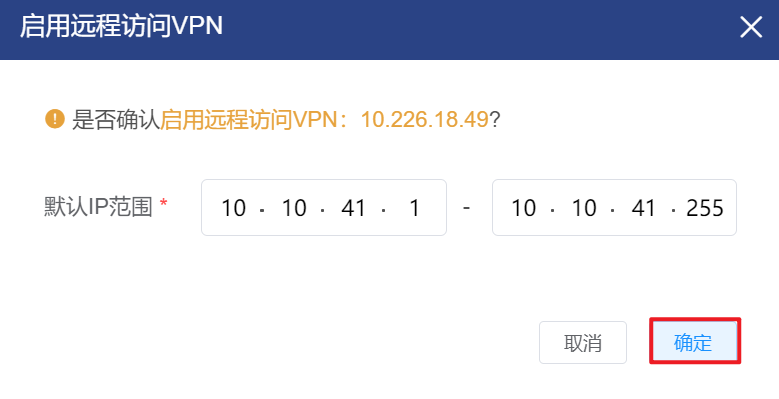 启用远程访问VPN
是否确认启用远程访问VPN：10.226.18.49?
默认IP范围 * 10 . 10 . 41 . 1 - 10 . 10 . 41 . 255
取消 确定